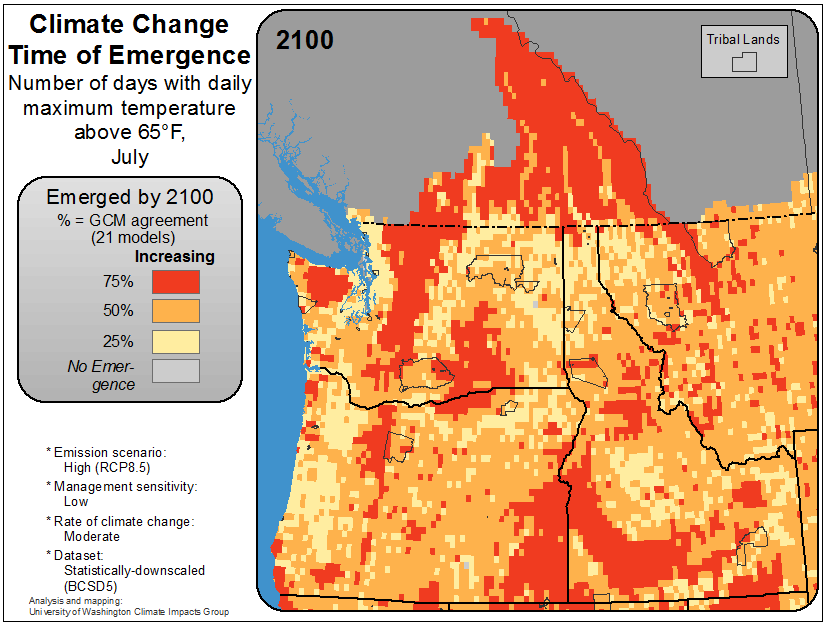 Climate Change
Time of Emergence
Number of days with daily
maximum temperature
above 65°F,
July
2100
Tribal Lands
Emerged by 2100
% = GCM agreement
(21 models)
Increasing
75%
50%
25%
No Emer-
gence
* Emission scenario:
High (RCP8.5)
* Management sensitivity:
Low
* Rate of climate change:
Moderate
* Dataset:
Statistically-downscaled
(BCSD5)
Analysis and mapping:
University of Washington Climate Impacts Group